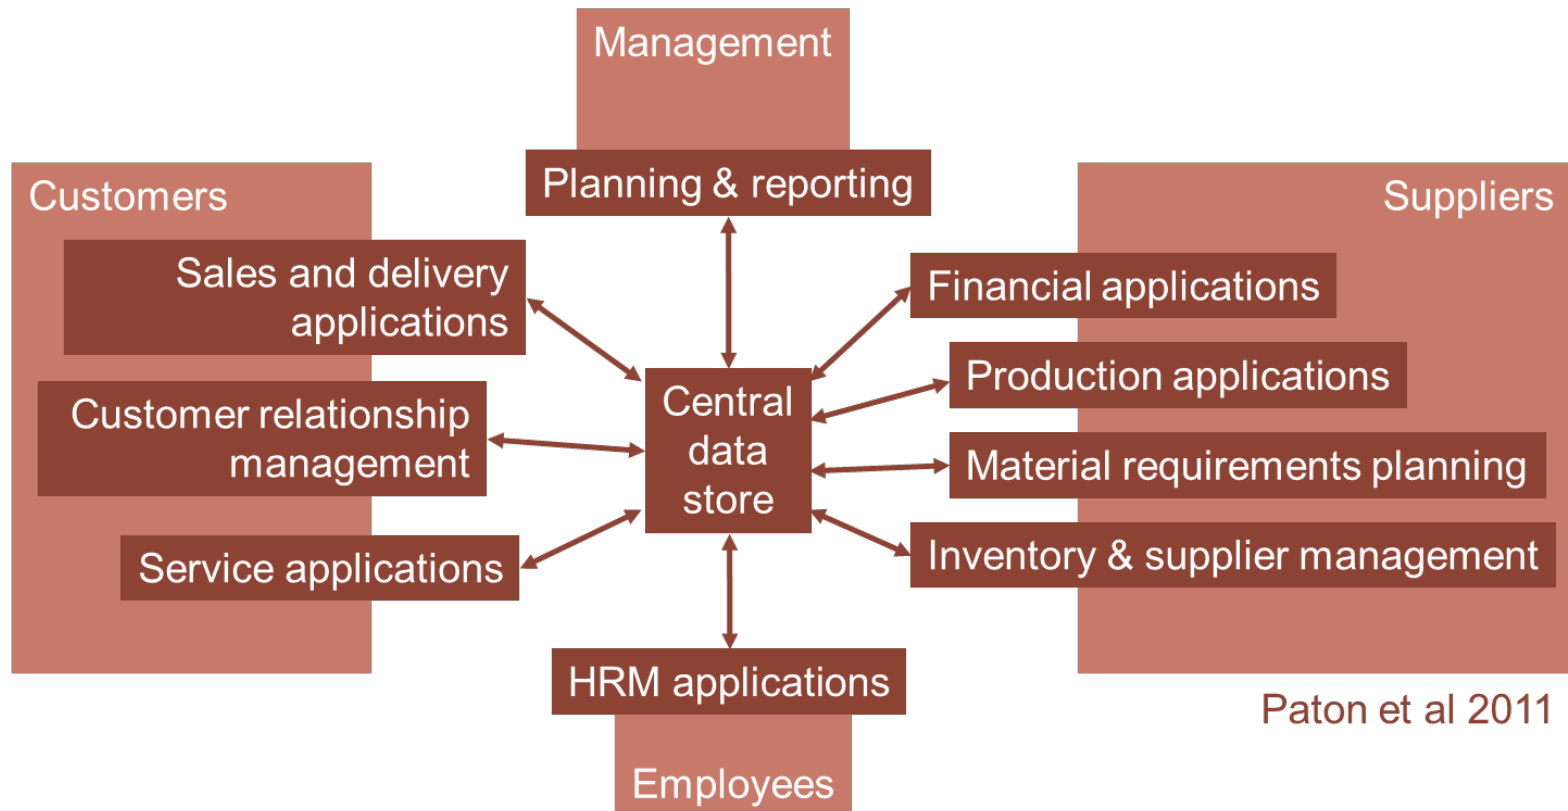 Management
Planning & reporting
Customers
Sales and delivery
applications
Customer relationship
management
Service applications
Central
data
store
Suppliers
Financial applications
Production applications
Material requirements planning
Inventory & supplier management
HRM applications
Employees
Paton et al 2011